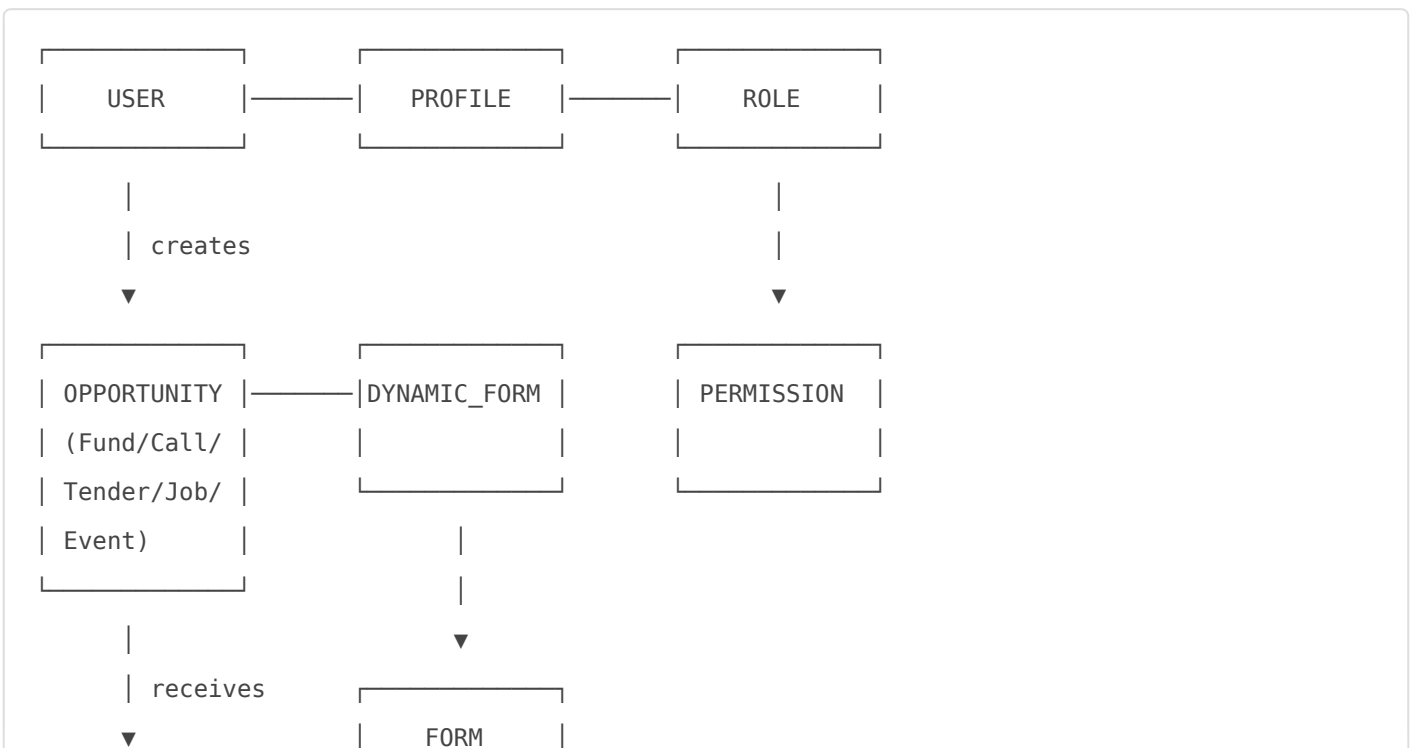 USER PROFILE ROLE
creates
OPPORTUNITY DYNAMIC_FORM PERMISSION
(Fund/Call/
Tender/Job/
Event)
receives
FORM